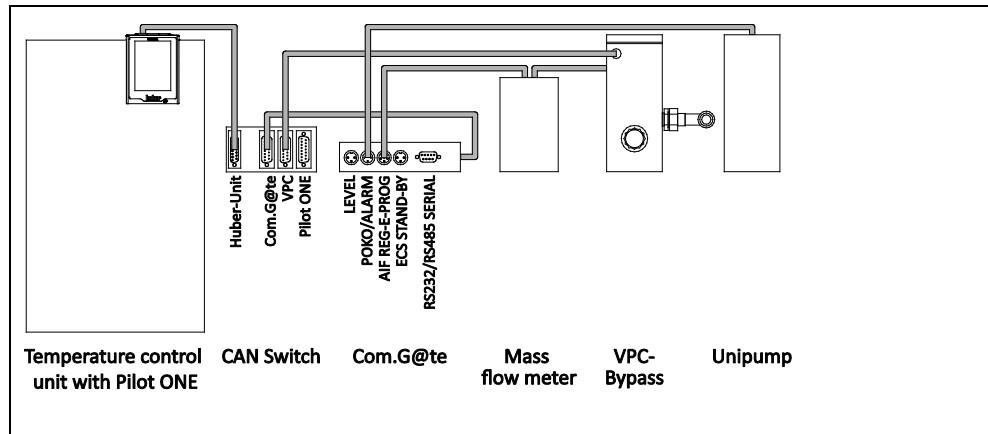 Huber-Unit
Com.G@te
VPC
Pilot ONE
LEVEL
POKO/ALARM
AIF REG-E-PROG
ECS STAND-BY
RS232/RS485 SERIAL
Temperature control
unit with Pilot ONE
CAN Switch
Com.G@te
Mass
flow meter
VPC-
Bypass
Unipump